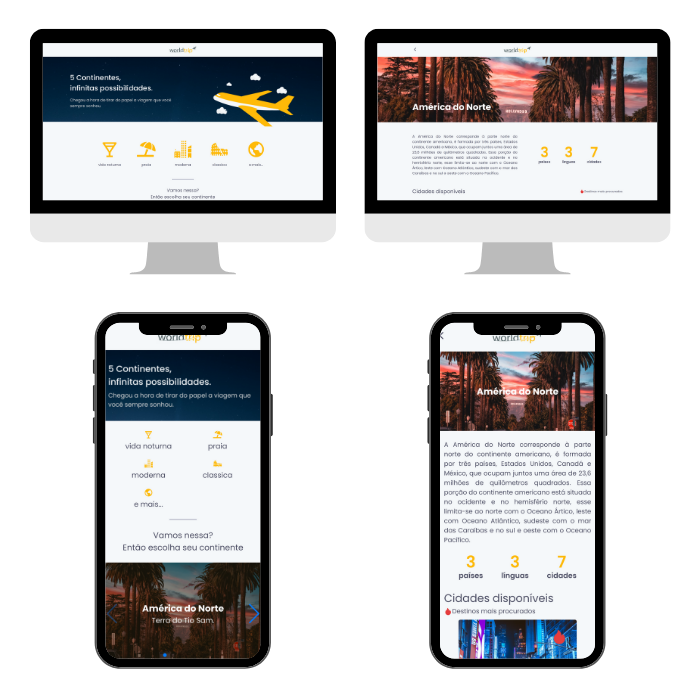 worldtrip
5 Continentes,
infinitas possibilidades.
Chegou a hora de tirar do papel a viagem que você
sempre sonhou.
vida noturna
praia
moderna
classica
e mais...
Vamos nessa?
Então escolha seu continente
worldtrip
América do Norte
A América do Norte corresponde à parte norte do
continente americano, é formada por três países, Estados
Unidos, Canadá e México, que ocupam juntos uma área de
23,6 milhões de quilômetros quadrados. Essa porção do
continente americano está situada no ocidente e no
hemisfério norte, esse limita-se ao norte com o Oceano
Ártico, leste com Oceano Atlântico, sudeste com o mar das
Caraíbas e no sul e oeste com o Oceano Pacífico.
3
países
3
línguas
7
cidades
Cidades disponíveis
Destinos mais procurados
worldtrip
5 Continentes,
infinitas possibilidades.
Chegou a hora de tirar do papel a viagem que
você sempre sonhou.
vida noturna
praia
moderna
classica
e mais...
Vamos nessa?
Então escolha seu continente
América do Norte
Terra do Tio Sam.
worldtrip
América do Norte
A América do Norte corresponde à parte
norte do continente americano, é formada
por três países, Estados Unidos, Canadá e
México, que ocupam juntos uma área de 23,6
milhões de quilômetros quadrados. Essa
porção do continente americano está situada
no ocidente e no hemisfério norte, esse
limita-se ao norte com o Oceano Ártico, leste
com Oceano Atlântico, sudeste com o mar
das Caraíbas e no sul e oeste com o Oceano
Pacífico.
3
países
3
línguas
7
cidades
Cidades disponíveis
Destinos mais procurados